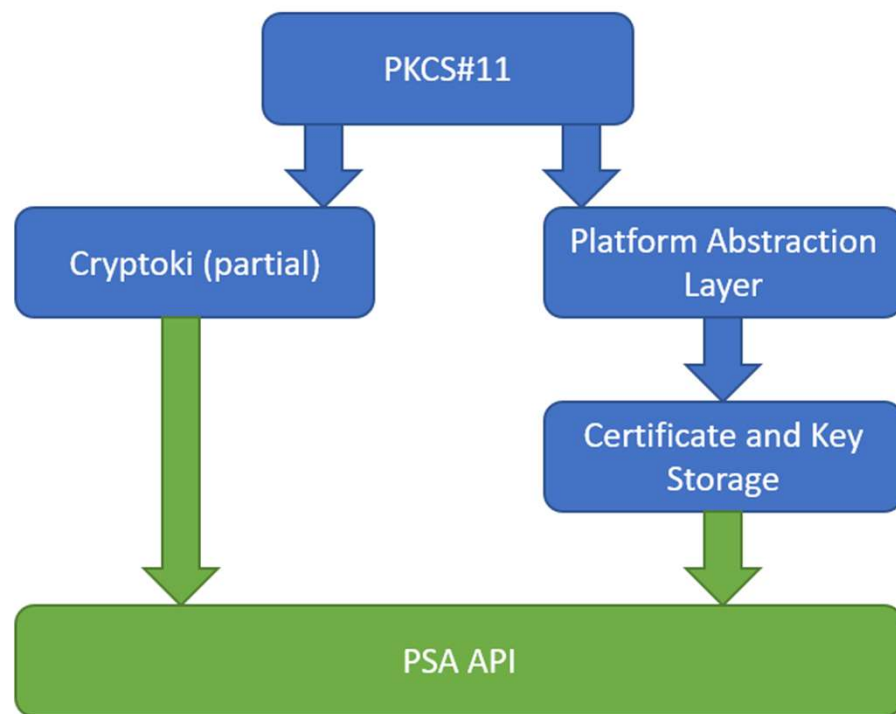 PKCS#11
Cryptoki (partial)
Platform Abstraction
Layer
Certificate and Key
Storage
PSA API